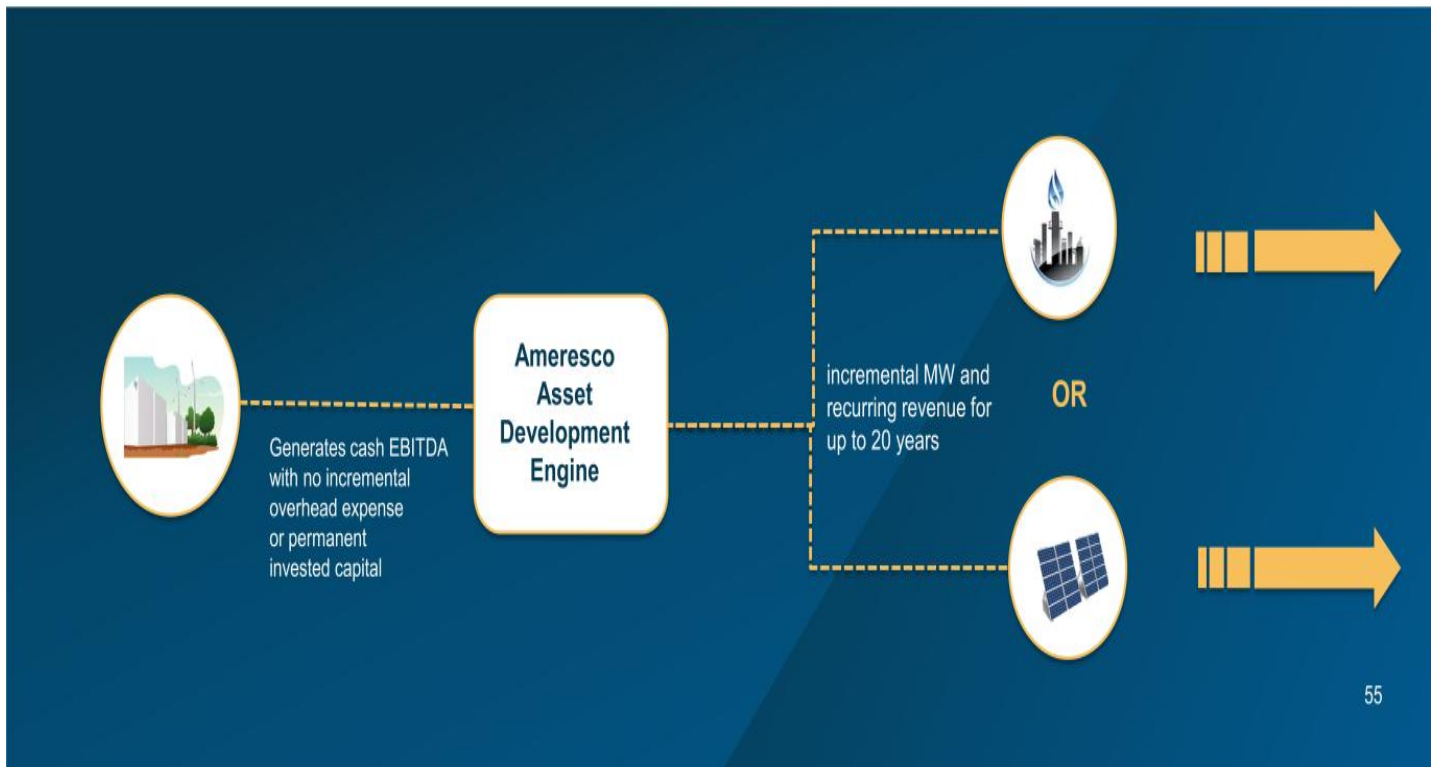 Generates cash EBITDA
with no incremental
overhead expense
or permanent
invested capital
Ameresco
Asset
Development
Engine
incremental MW and
recurring revenue for
up to 20 years
OR
55